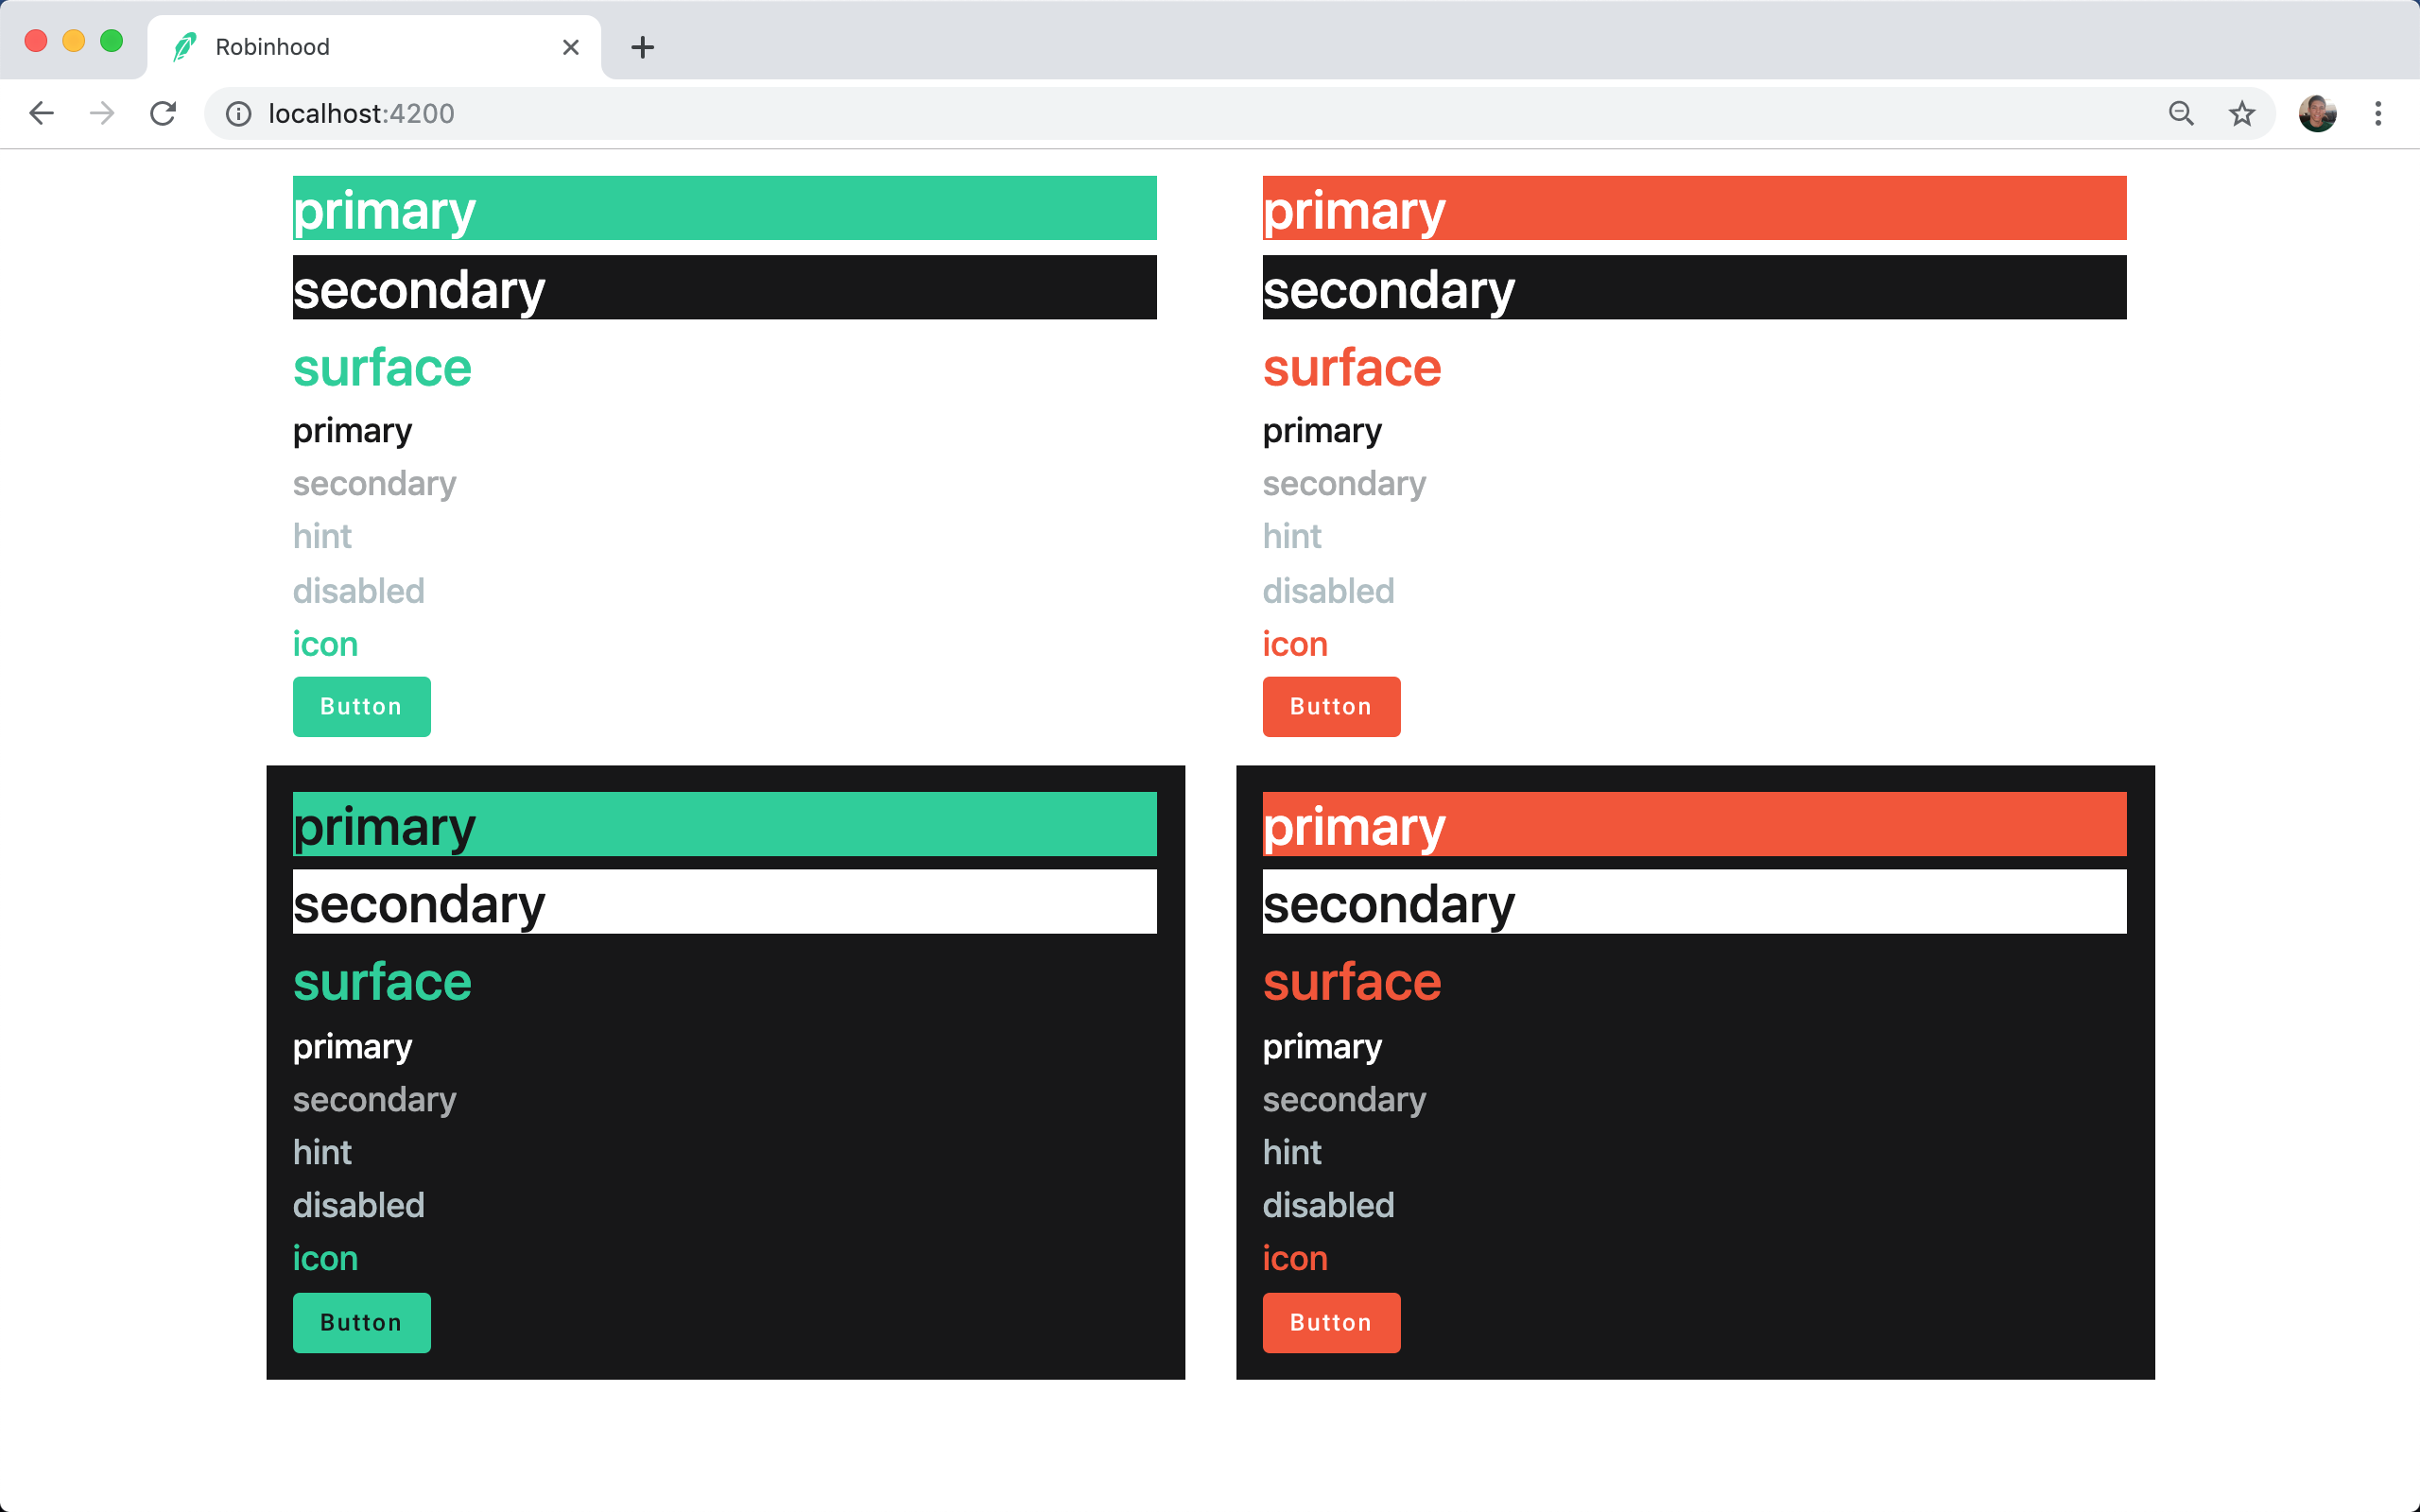 Robinhood
localhost:4200
primary
secondary
surface
primary
secondary
hint
disabled
icon
Button
primary
secondary
surface
primary
secondary
hint
disabled
icon
Button
primary
secondary
surface
primary
secondary
hint
disabled
icon
Button
primary
secondary
surface
primary
secondary
hint
disabled
icon
Button